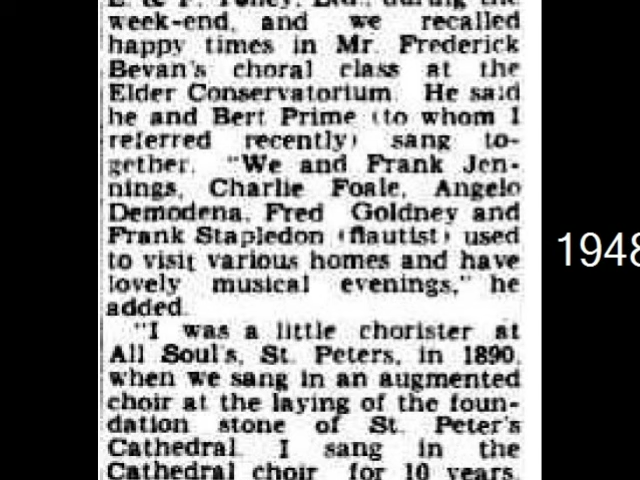 week-end, and we recalled
happy times in Mr. Frederick
Bevan's choral class at the
Elder Conservatorium. He said
he and Bert Prime (to whom I
referred recently) sang to-
gether. "We and Frank Jen-
nings, Charlie Foale, Angelo
Demodena, Fred Goldney and
Frank Stapledon (flautist) used
to visit various homes and have
lovely musical evenings," he
added.
"I was a little chorister at
All Soul's, St. Peters, in 1890,
when we sang in an augmented
choir at the laying of the foun-
dation stone of St. Peter's
Cathedral. I sang in the
Cathedral choir for 10 years.
1948